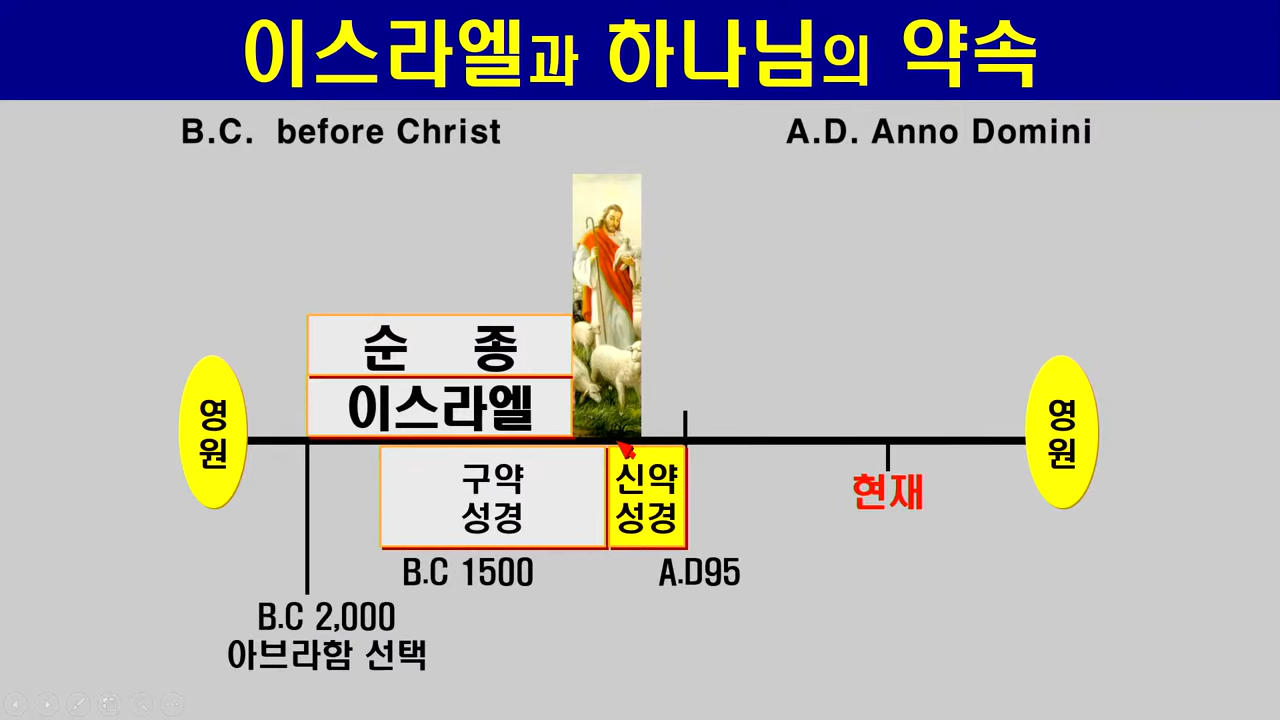 이스라엘과 하나님의 약속
B.C. before Christ
A.D. Anno Domini
순 종
이스라엘
영
원
영
원
구약
성경
신약
성경
현재
B.C 1500
A.D95
B.C 2,000
아브라함 선택